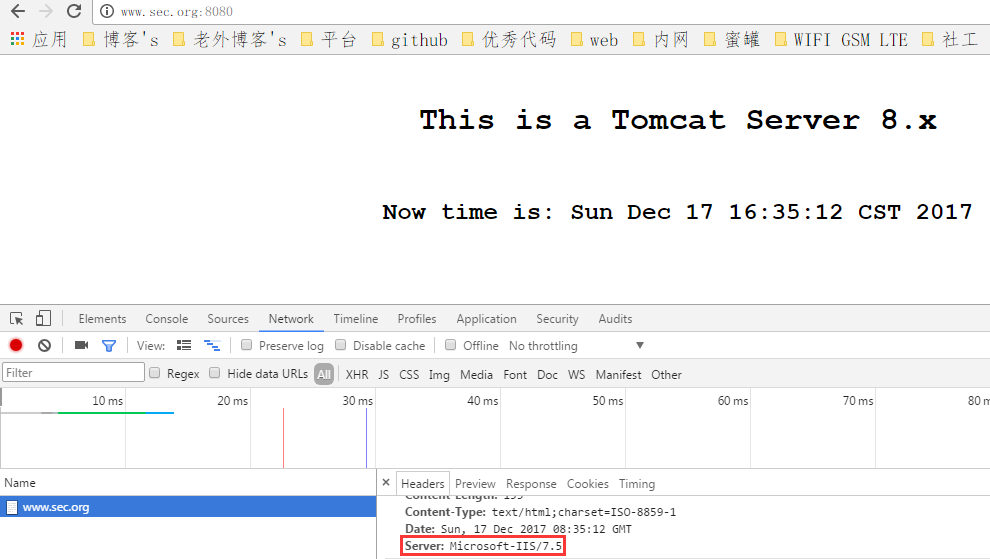 www.sec.org:8080
应用 博客's 老外博客's 平台 github 优秀代码 web 内网 蜜罐 WIFI GSM LTE 社工
This is a Tomcat Server 8.x
Now time is: Sun Dec 17 16:35:12 CST 2017
Elements Console Sources Network Timeline Profiles Application Security Audits
View: Preserve log Disable cache Offline No throttling
Filter Regex Hide data URLs All XHR JS CSS Img Media Font Doc WS Manifest Other
10 ms 20 ms 30 ms 40 ms 50 ms 60 ms 70 ms 80 m
Name × Headers Preview Response Cookies Timing
Content-Length: 199
www.sec.org
Content-Type: text/html;charset=ISO-8859-1
Date: Sun, 17 Dec 2017 08:35:12 GMT
Server: Microsoft-IIS/7.5